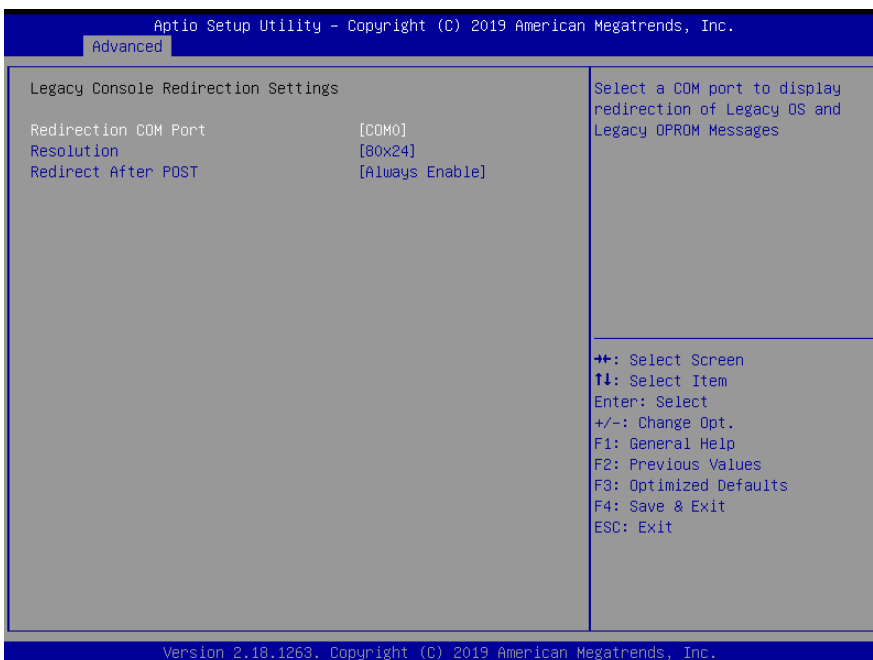 Aptio Setup Utility – Copyright (C) 2019 American Megatrends, Inc.
Advanced
Legacy Console Redirection Settings
Redirection COM Port [COM0]
Resolution [80x24]
Redirect After POST [Always Enable]
Select a COM port to display
redirection of Legacy OS and
Legacy OPROM Messages
→←: Select Screen
↑↓: Select Item
Enter: Select
+/-: Change Opt.
F1: General Help
F2: Previous Values
F3: Optimized Defaults
F4: Save & Exit
ESC: Exit
Version 2.18.1263. Copyright (C) 2019 American Megatrends, Inc.